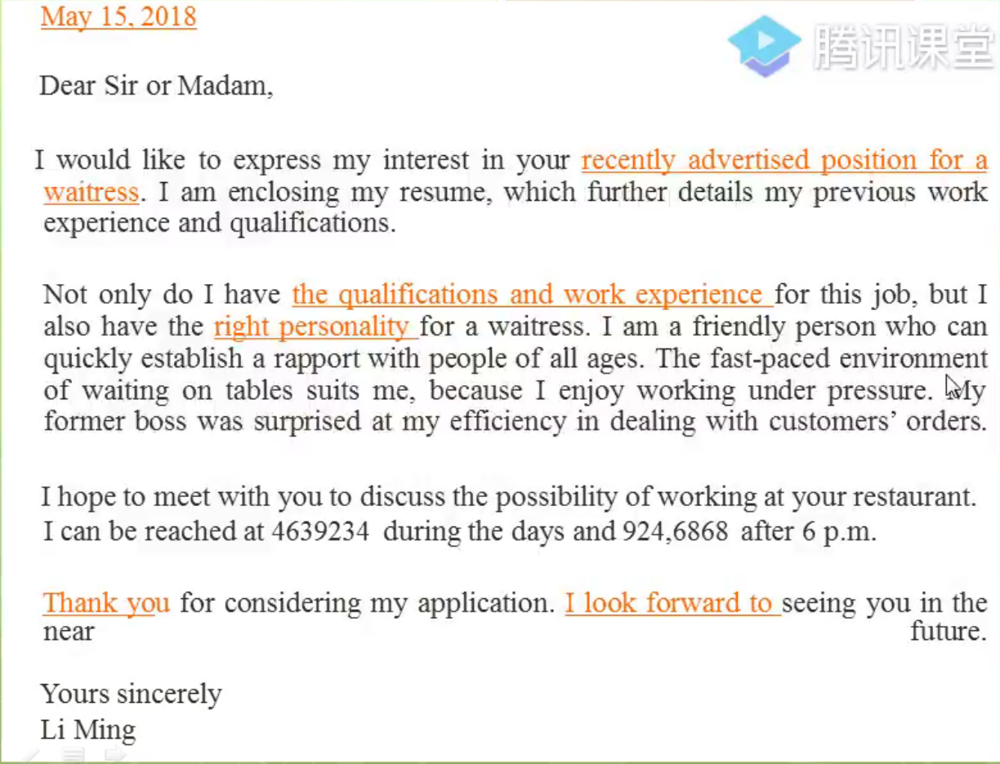 May 15, 2018
腾讯课堂
Dear Sir or Madam,
I would like to express my interest in your recently advertised position for a
waitress. I am enclosing my resume, which further details my previous work
experience and qualifications.
Not only do I have the qualifications and work experience for this job, but I
also have the right personality for a waitress. I am a friendly person who can
quickly establish a rapport with people of all ages. The fast-paced environment
of waiting on tables suits me, because I enjoy working under pressure. My
former boss was surprised at my efficiency in dealing with customers’ orders.
I hope to meet with you to discuss the possibility of working at your restaurant.
I can be reached at 4639234 during the days and 924,6868 after 6 p.m.
Thank you for considering my application. I look forward to seeing you in the
near future.
Yours sincerely
Li Ming